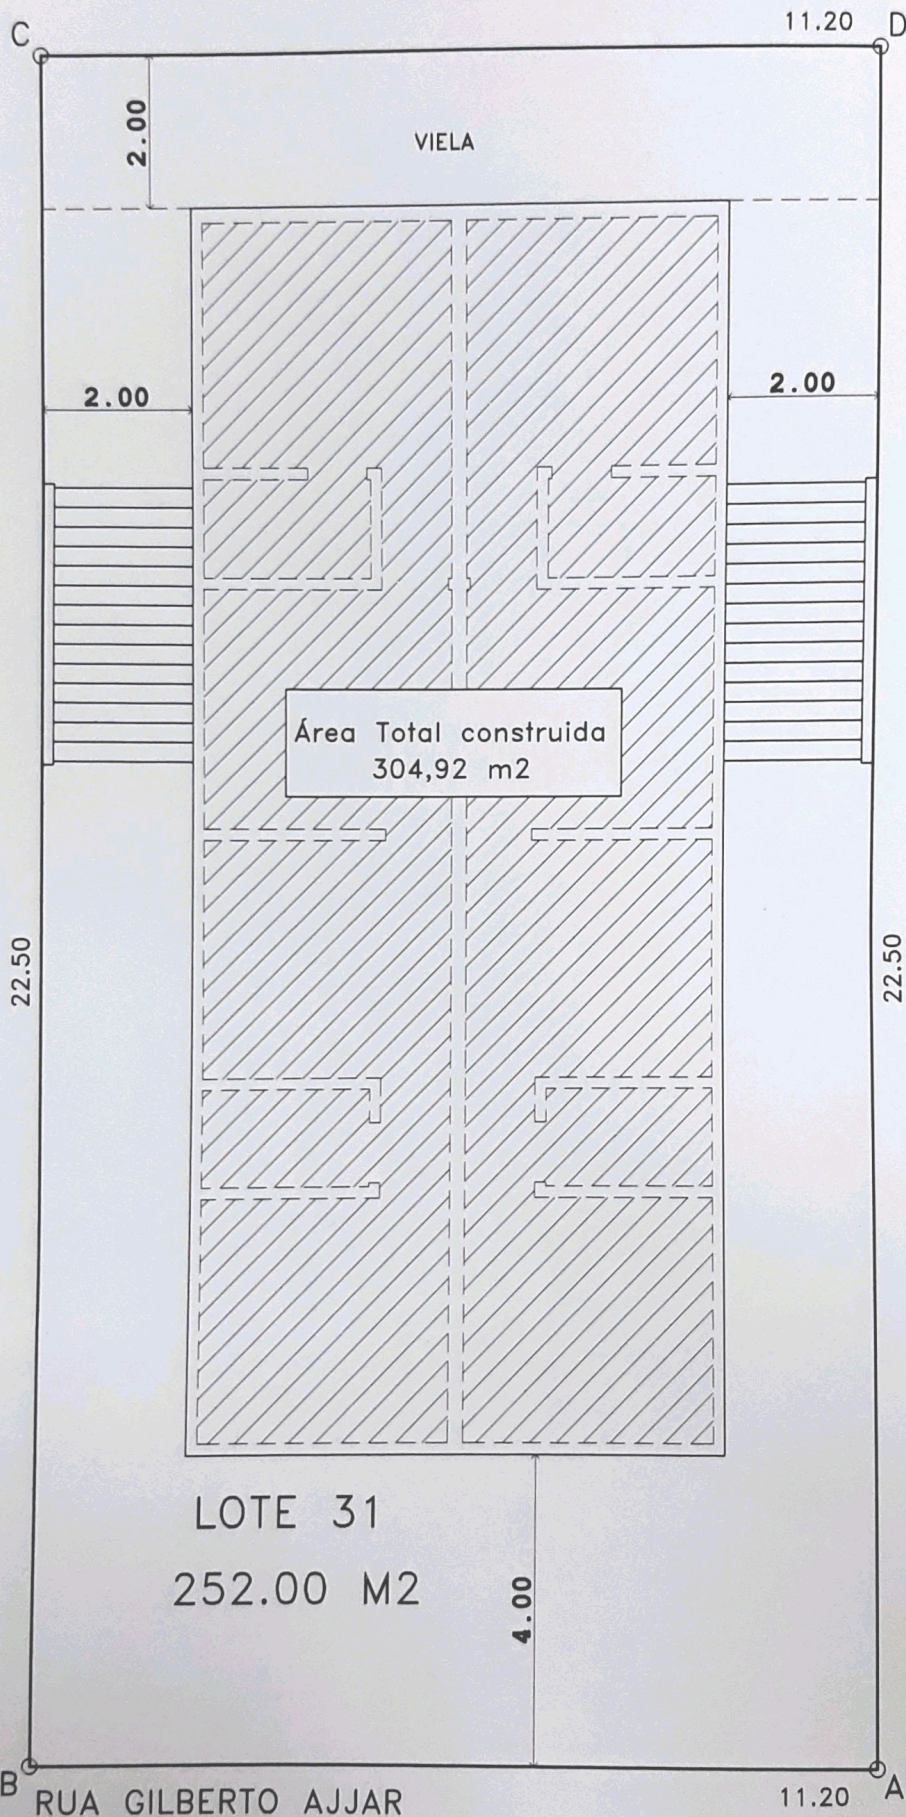 C
11.20
D
2.00
VIELA
2.00
2.00
Área Total construida
304,92 m2
22.50
22.50
LOTE 31
252.00 M2
4.00
B
RUA GILBERTO AJJAR
11.20
A